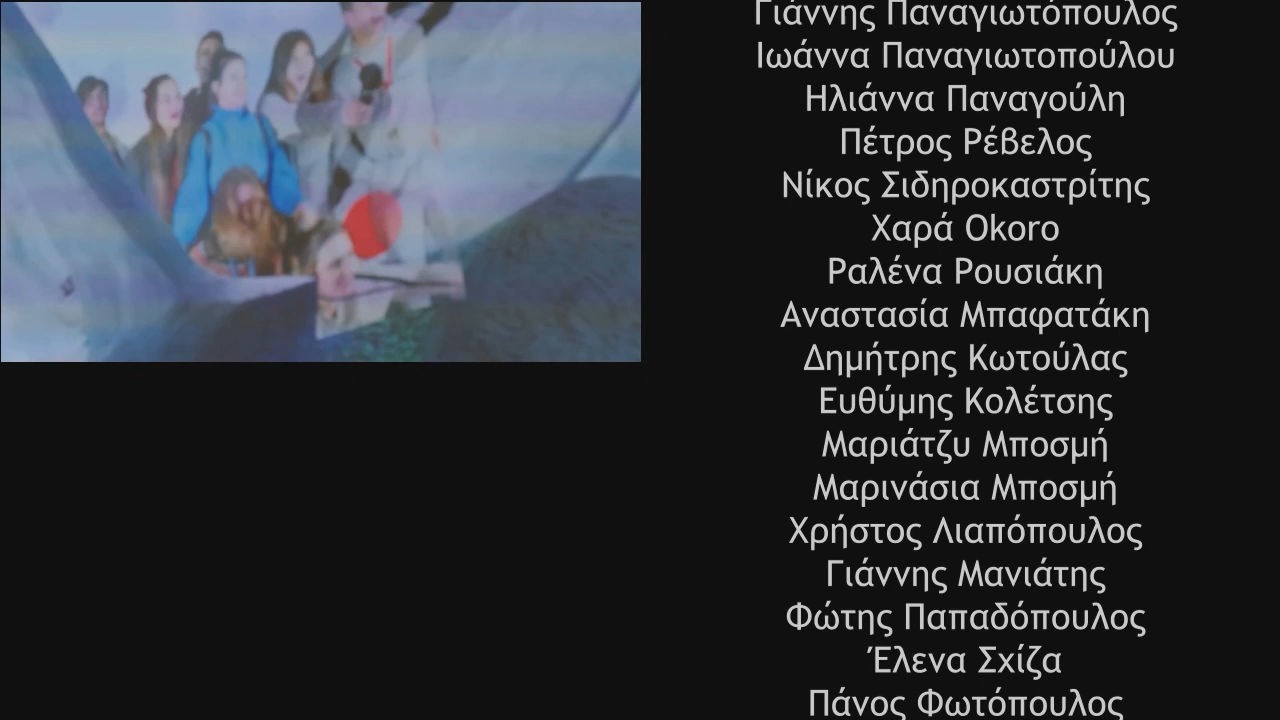 Γιάννης Παναγιωτόπουλος
Ιωάννα Παναγιωτοπούλου
Ηλιάννα Παναγούλη
Πέτρος Ρέβελος
Νίκος Σιδηροκαστρίτης
Χαρά Okoro
Ραλένα Ρουσιάκη
Αναστασία Μπαφατάκη
Δημήτρης Κωτούλας
Ευθύμης Κολέτσης
Μαριάτζυ Μποσμή
Μαρινάσια Μποσμή
Χρήστος Λιαπόπουλος
Γιάννης Μανιάτης
Φώτης Παπαδόπουλος
Έλενα Σχίζα
Πάνος Φωτόπουλος